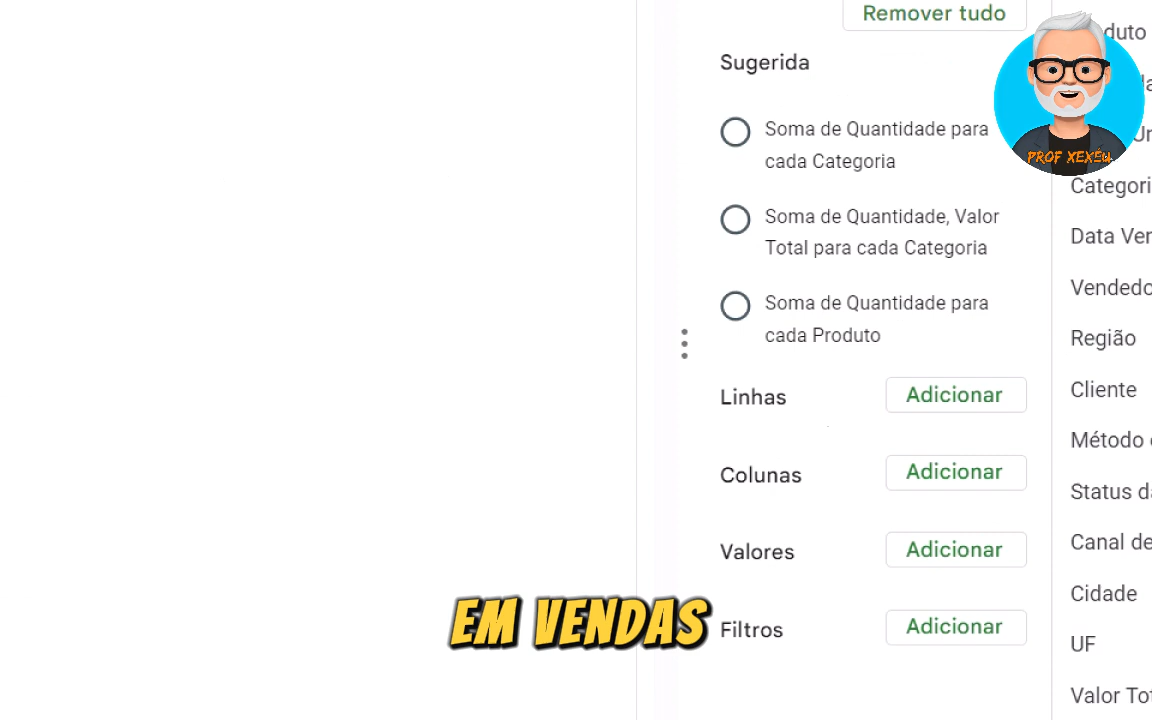 Remover tudo
Sugerida
Soma de Quantidade para
cada Categoria
Soma de Quantidade, Valor
Total para cada Categoria
Soma de Quantidade para
cada Produto
Linhas
Adicionar
Colunas
Adicionar
Valores
Adicionar
Filtros
Adicionar
duto
Categori
Data Ver
Vendedo
Região
Cliente
Método
Status da
Canal de
Cidade
UF
Valor Tot
PROF XEXÉU
EM VENDAS